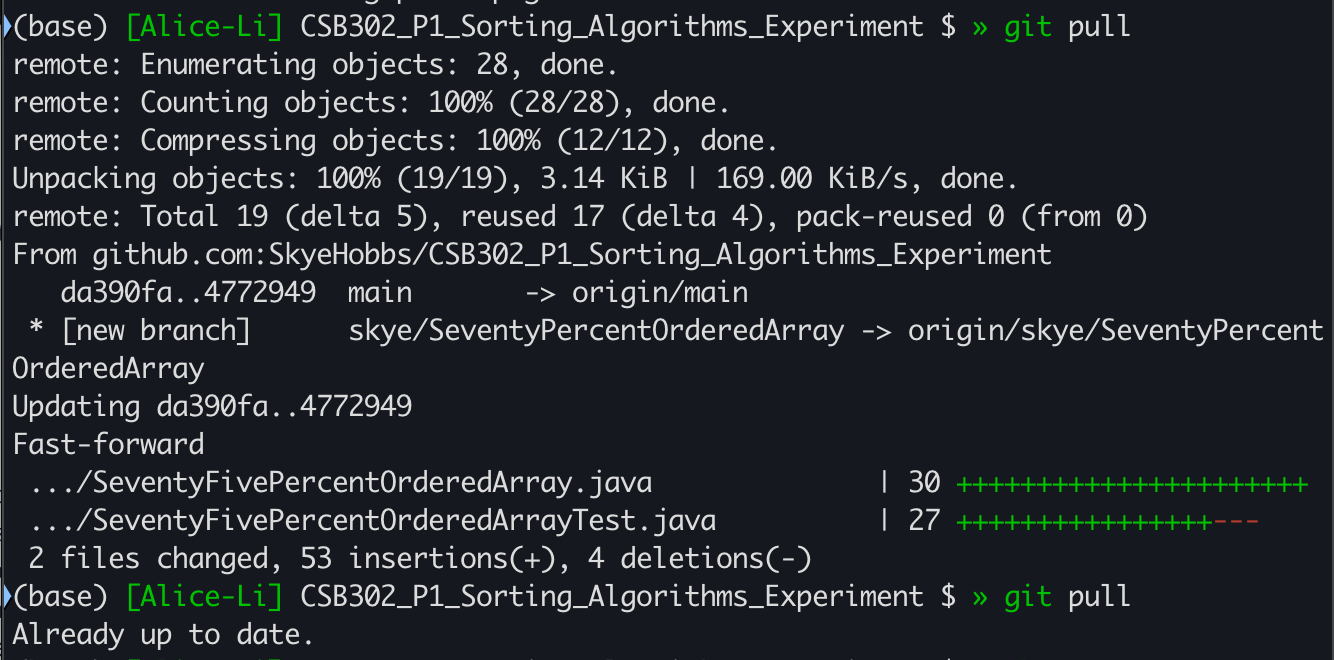 (base) [Alice-Li] CSB302_P1_Sorting_Algorithms_Experiment $ » git pull
remote: Enumerating objects: 28, done.
remote: Counting objects: 100% (28/28), done.
remote: Compressing objects: 100% (12/12), done.
Unpacking objects: 100% (19/19), 3.14 KiB | 169.00 KiB/s, done.
remote: Total 19 (delta 5), reused 17 (delta 4), pack-reused 0 (from 0)
From github.com:SkyeHobbs/CSB302_P1_Sorting_Algorithms_Experiment
   da390fa..4772949  main       -> origin/main
 * [new branch]      skye/SeventyPercentOrderedArray -> origin/skye/SeventyPercent
OrderedArray
Updating da390fa..4772949
Fast-forward
 .../SeventyFivePercentOrderedArray.java              | 30 ++++++++++++++++++++++
 .../SeventyFivePercentOrderedArrayTest.java          | 27 ++++++++++++++++---
 2 files changed, 53 insertions(+), 4 deletions(-)
(base) [Alice-Li] CSB302_P1_Sorting_Algorithms_Experiment $ » git pull
Already up to date.